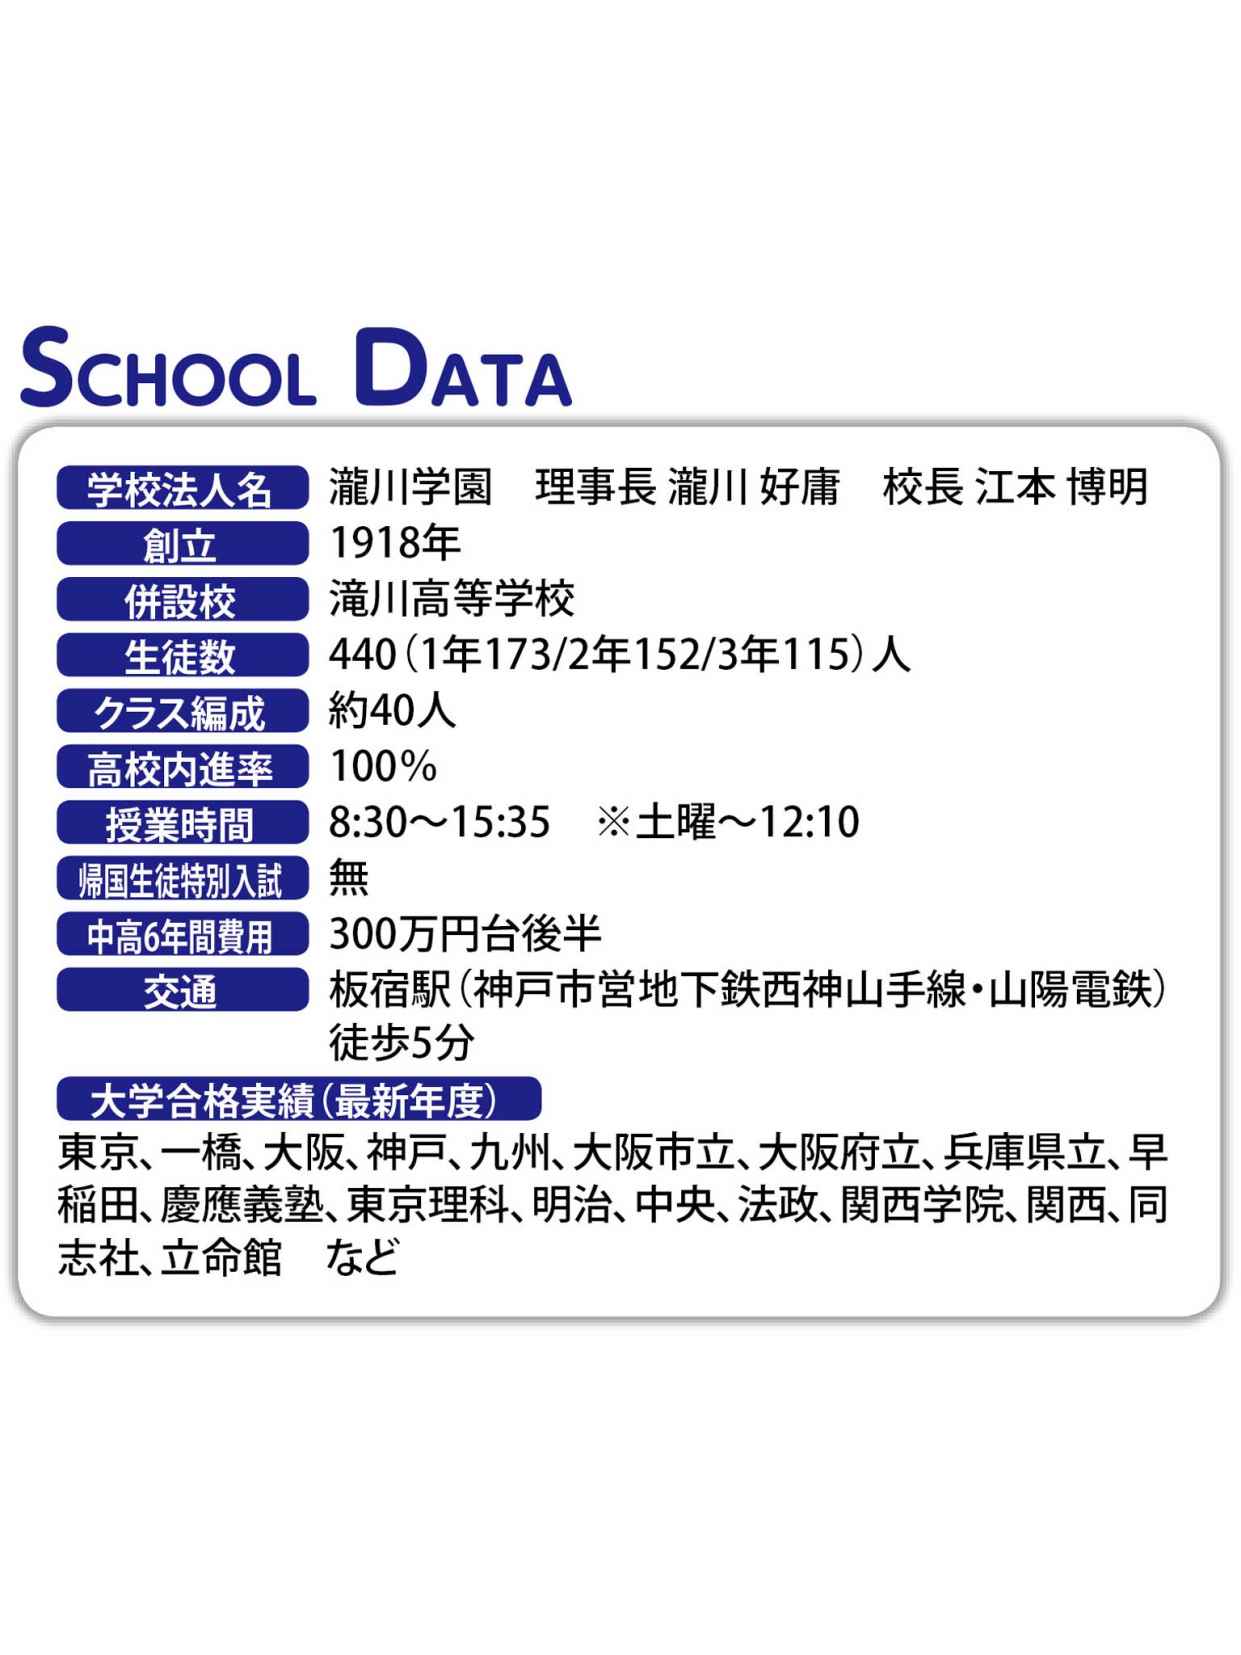 SCHOOL DATA
学校法人名 瀧川学園　理事長 瀧川 好庸　校長 江本 博明
創立 1918年
併設校 滝川高等学校
生徒数 440（1年173/2年152/3年115）人
クラス編成 約40人
高校内進率 100%
授業時間 8:30～15:35　※土曜～12:10
帰国生徒特別入試 無
中高6年間費用 300万円台後半
交通 板宿駅（神戸市営地下鉄西神山手線・山陽電鉄）
徒歩5分
大学合格実績（最新年度）
東京、一橋、大阪、神戸、九州、大阪市立、大阪府立、兵庫県立、早
稲田、慶應義塾、東京理科、明治、中央、法政、関西学院、関西、同
志社、立命館　など